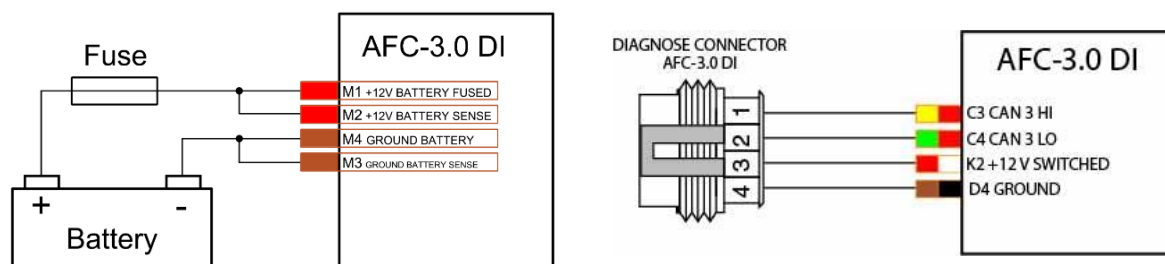 Fuse
AFC-3.0 DI
M1 +12V BATTERY FUSED
M2 +12V BATTERY SENSE
M4 GROUND BATTERY
M3 GROUND BATTERY SENSE
+
-
Battery
DIAGNOSE CONNECTOR
AFC-3.0 DI
1
2
3
4
AFC-3.0 DI
C3 CAN 3 HI
C4 CAN 3 LO
K2 +12 V SWITCHED
D4 GROUND